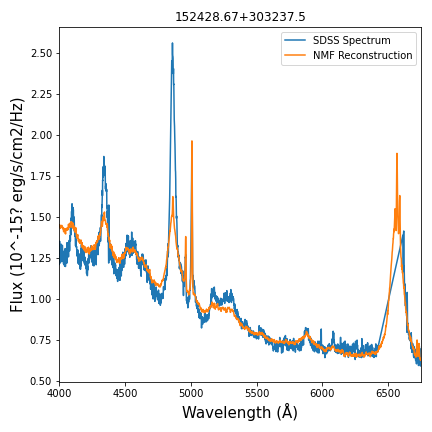 152428.67+303237.5
SDSS Spectrum
NMF Reconstruction
2.50
2.25
2.00
1.75
1.50
1.25
1.00
0.75
0.50
Flux (10^-15? erg/s/cm2/Hz)
4000 4500 5000 5500 6000 6500
Wavelength (Å)